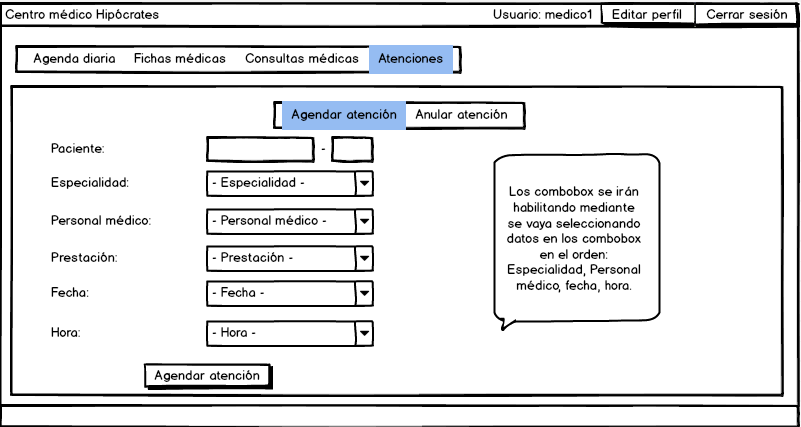 Centro médico Hipócrates Usuario: medico1 Editar perfil Cerrar sesión
Agenda diaria Fichas médicas Consultas médicas Atenciones
Agendar atención Anular atención
Paciente: -
Especialidad: - Especialidad -
Personal médico: - Personal médico -
Prestación: - Prestación -
Fecha: - Fecha -
Hora: - Hora -
Agendar atención
Los combobox se irán
habilitando mediante
se vaya seleccionando
datos en los combobox
en el orden:
Especialidad, Personal
médico, fecha, hora.